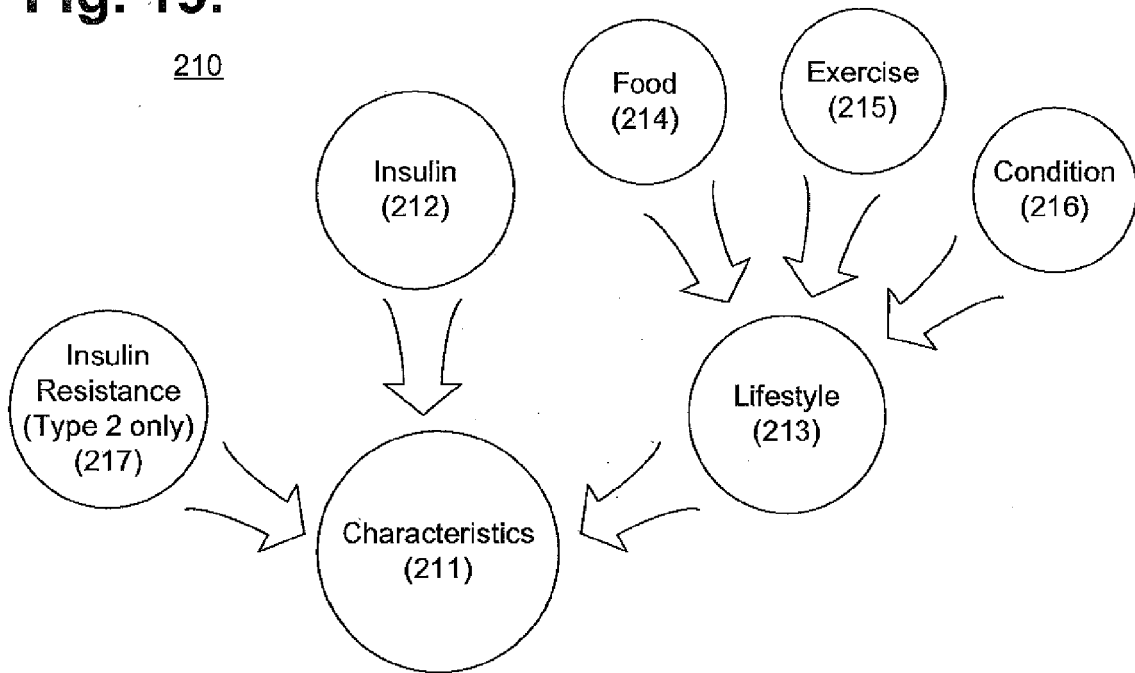 Fig. 15.
210
Food
(214)
Exercise
(215)
Condition
(216)
Insulin
(212)
Insulin
Resistance
(Type 2 only)
(217)
Lifestyle
(213)
Characteristics
(211)